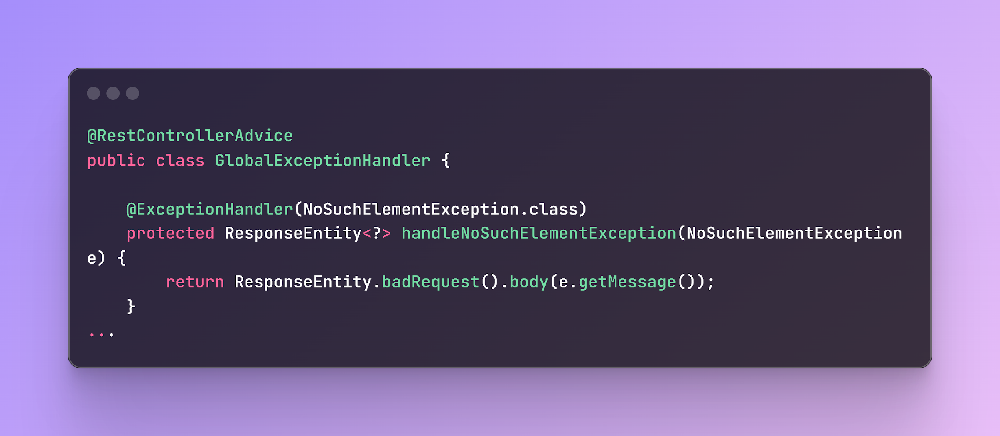 @RestControllerAdvice
public class GlobalExceptionHandler {
    @ExceptionHandler(NoSuchElementException.class)
    protected ResponseEntity<?> handleNoSuchElementException(NoSuchElementException
e) {
        return ResponseEntity.badRequest().body(e.getMessage());
    }
...